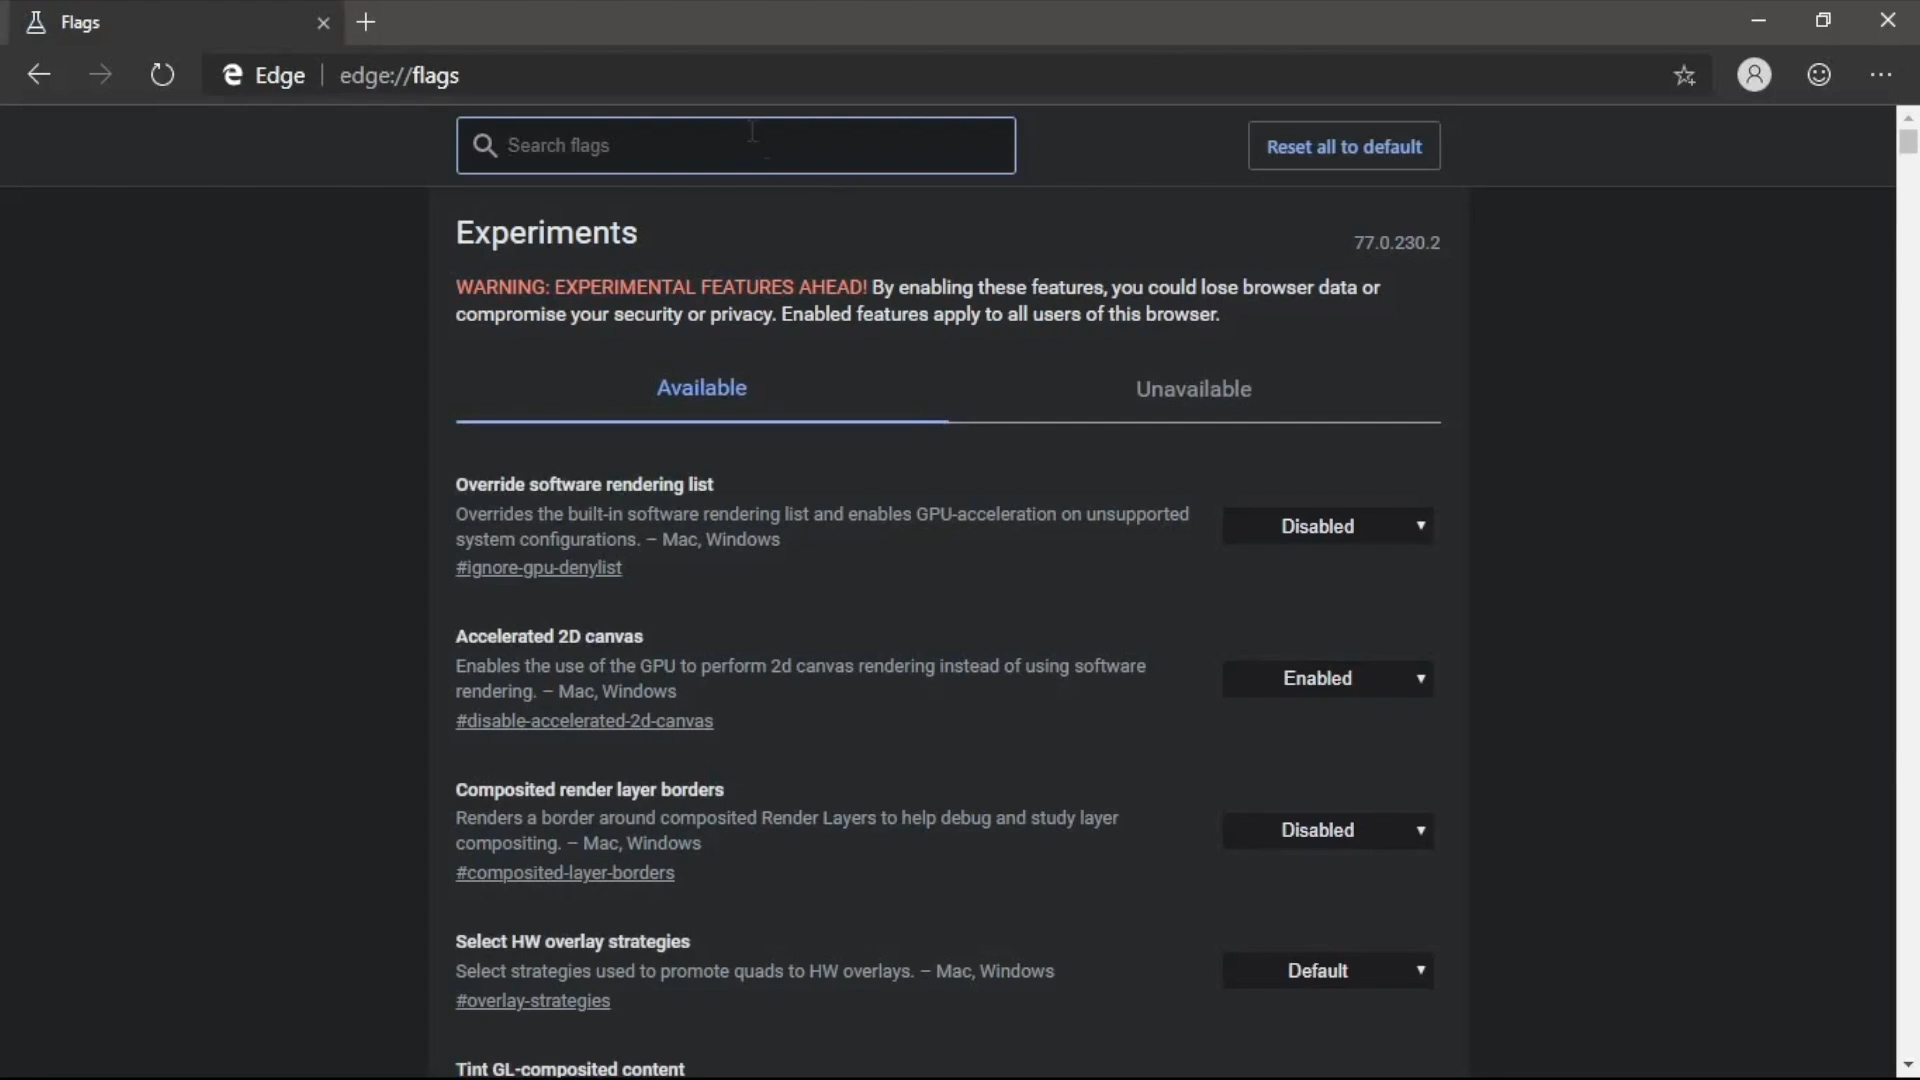 Flags
Edge
edge://flags
Search flags
Reset all to default
Experiments
77.0.230.2
WARNING: EXPERIMENTAL FEATURES AHEAD! By enabling these features, you could lose browser data or
compromise your security or privacy. Enabled features apply to all users of this browser.
Available
Unavailable
Override software rendering list
Overrides the built-in software rendering list and enables GPU-acceleration on unsupported
system configurations. – Mac, Windows
#ignore-gpu-denylist
Disabled
Accelerated 2D canvas
Enables the use of the GPU to perform 2d canvas rendering instead of using software
rendering. – Mac, Windows
#disable-accelerated-2d-canvas
Enabled
Composited render layer borders
Renders a border around composited Render Layers to help debug and study layer
compositing. – Mac, Windows
#composited-layer-borders
Disabled
Select HW overlay strategies
Select strategies used to promote quads to HW overlays. – Mac, Windows
#overlay-strategies
Default
Tint GL-composited content